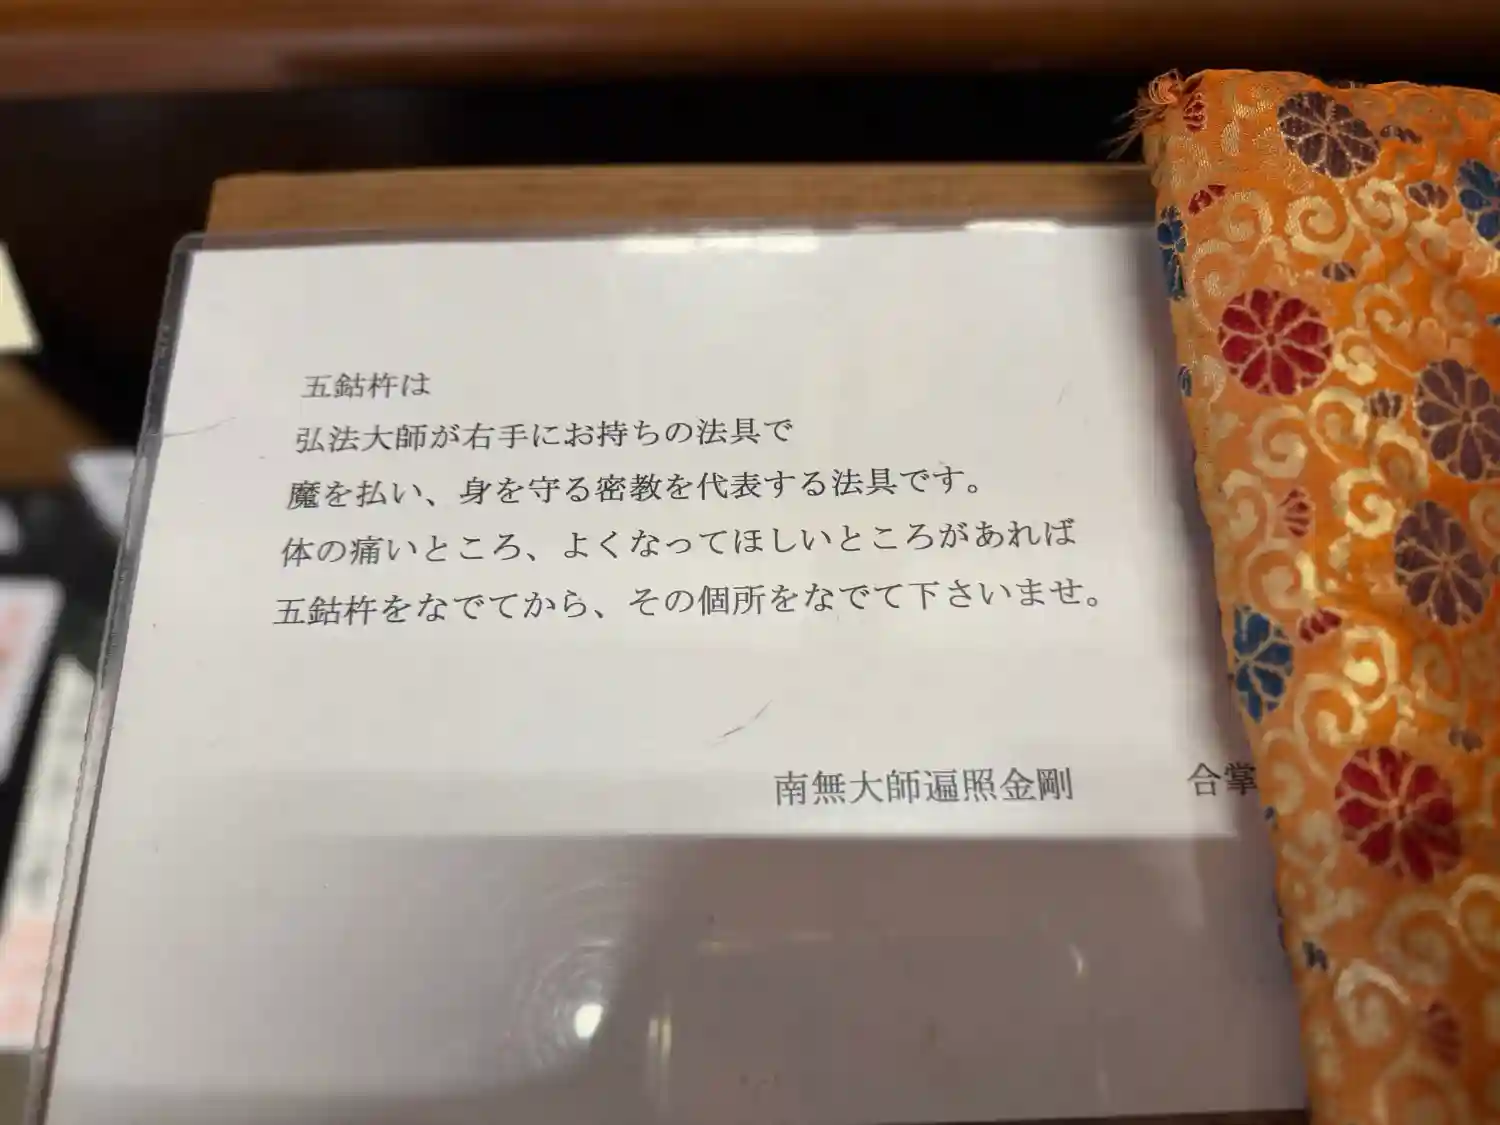 五鈷杵は
弘法大師が右手にお持ちの法具で
魔を払い、身を守る密教を代表する法具です。
体の痛いところ、よくなってほしいところがあれば
五鈷杵をなでてから、その個所をなでて下さいませ。
南無大師遍照金剛　　合掌